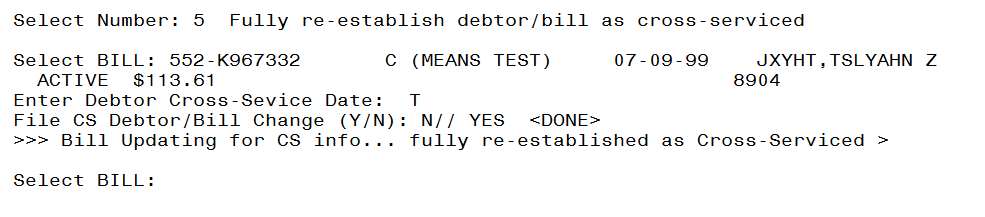 Select Number: 5  Fully re-establish debtor/bill as cross-serviced
Select BILL: 552-K967332       C (MEANS TEST)     07-09-99    JXYHT,TSLYAHN Z
  ACTIVE  $113.61                                           8904
Enter Debtor Cross-Sevice Date:  T
File CS Debtor/Bill Change (Y/N): N// YES  <DONE>
>>> Bill Updating for CS info... fully re-established as Cross-Serviced >
Select BILL: